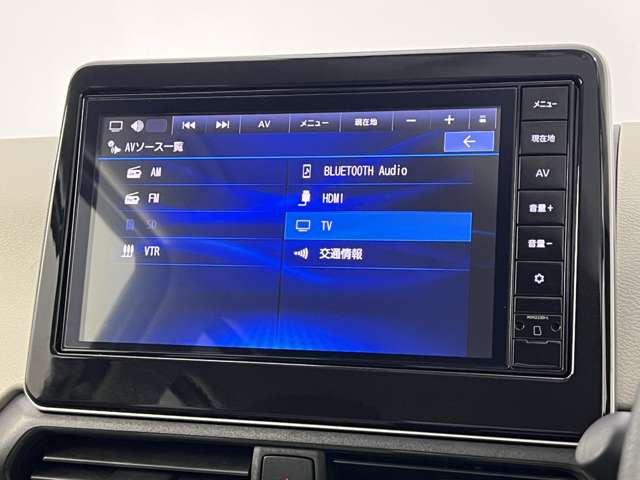 AV メニュー 現在地 − +
AVソース一覧
AM
FM
SD
VTR
BLUETOOTH Audio
HDMI
TV
交通情報
メニュー
現在地
AV
音量+
音量−